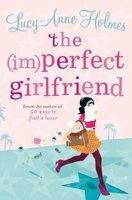 Lucy-Anne Holmes
the
(im)perfect
girlfriend
From the author of
50 ways to
find a lover